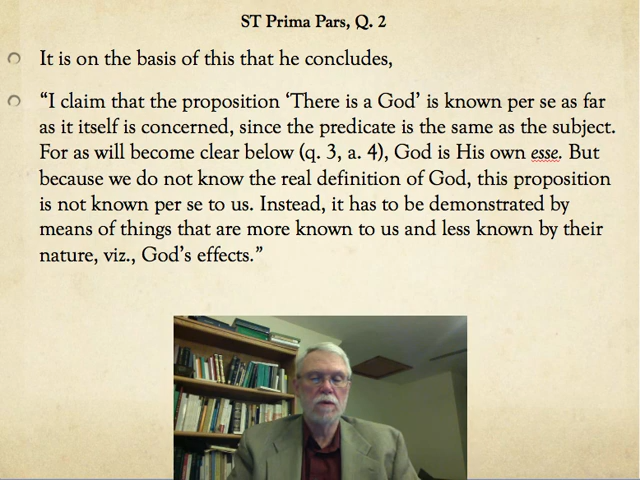 ST Prima Pars, Q. 2
It is on the basis of this that he concludes,
“I claim that the proposition ‘There is a God’ is known per se as far
as it itself is concerned, since the predicate is the same as the subject.
For as will become clear below (q. 3, a. 4), God is His own esse. But
because we do not know the real definition of God, this proposition
is not known per se to us. Instead, it has to be demonstrated by
means of things that are more known to us and less known by their
nature, viz., God’s effects.”